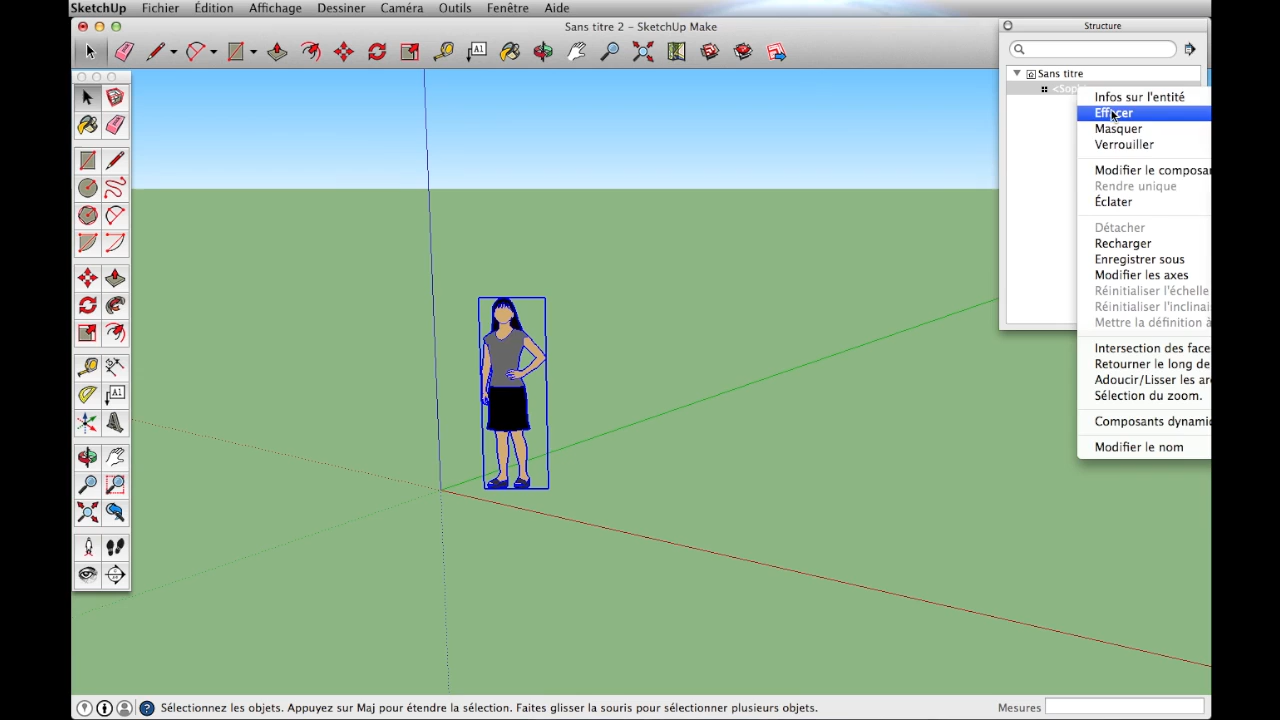 SketchUp Fichier Édition Affichage Dessiner Caméra Outils Fenêtre Aide
Sans titre 2 - SketchUp Make
Structure
Sans titre
Infos sur l'entité
Effacer
Masquer
Verrouiller
Modifier le composan
Rendre unique
Éclater
Détacher
Recharger
Enregistrer sous
Modifier les axes
Réinitialiser l'échelle
Réinitialiser l'inclinai
Mettre la définition à
Intersection des face
Retourner le long de
Adoucir/Lisser les ar
Sélection du zoom.
Composants dynami
Modifier le nom
A1
A1
Sélectionnez les objets. Appuyez sur Maj pour étendre la sélection. Faites glisser la souris pour sélectionner plusieurs objets.
Mesures